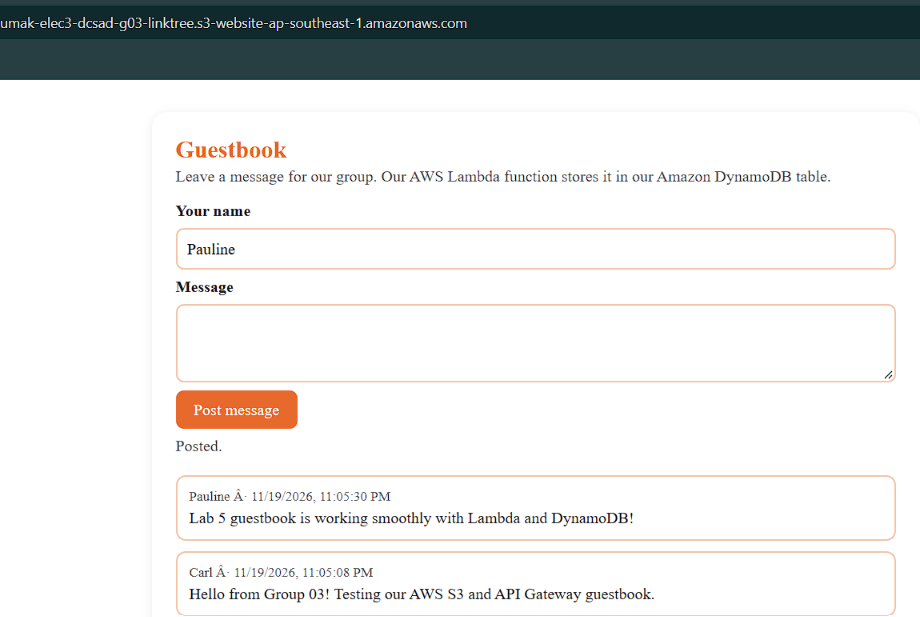 umak-elec3-dcsad-g03-linktree.s3-website-ap-southeast-1.amazonaws.com
Guestbook
Leave a message for our group. Our AWS Lambda function stores it in our Amazon DynamoDB table.
Your name
Pauline
Message
Post message
Posted.
Pauline Â· 11/19/2026, 11:05:30 PM
Lab 5 guestbook is working smoothly with Lambda and DynamoDB!
Carl Â· 11/19/2026, 11:05:08 PM
Hello from Group 03! Testing our AWS S3 and API Gateway guestbook.